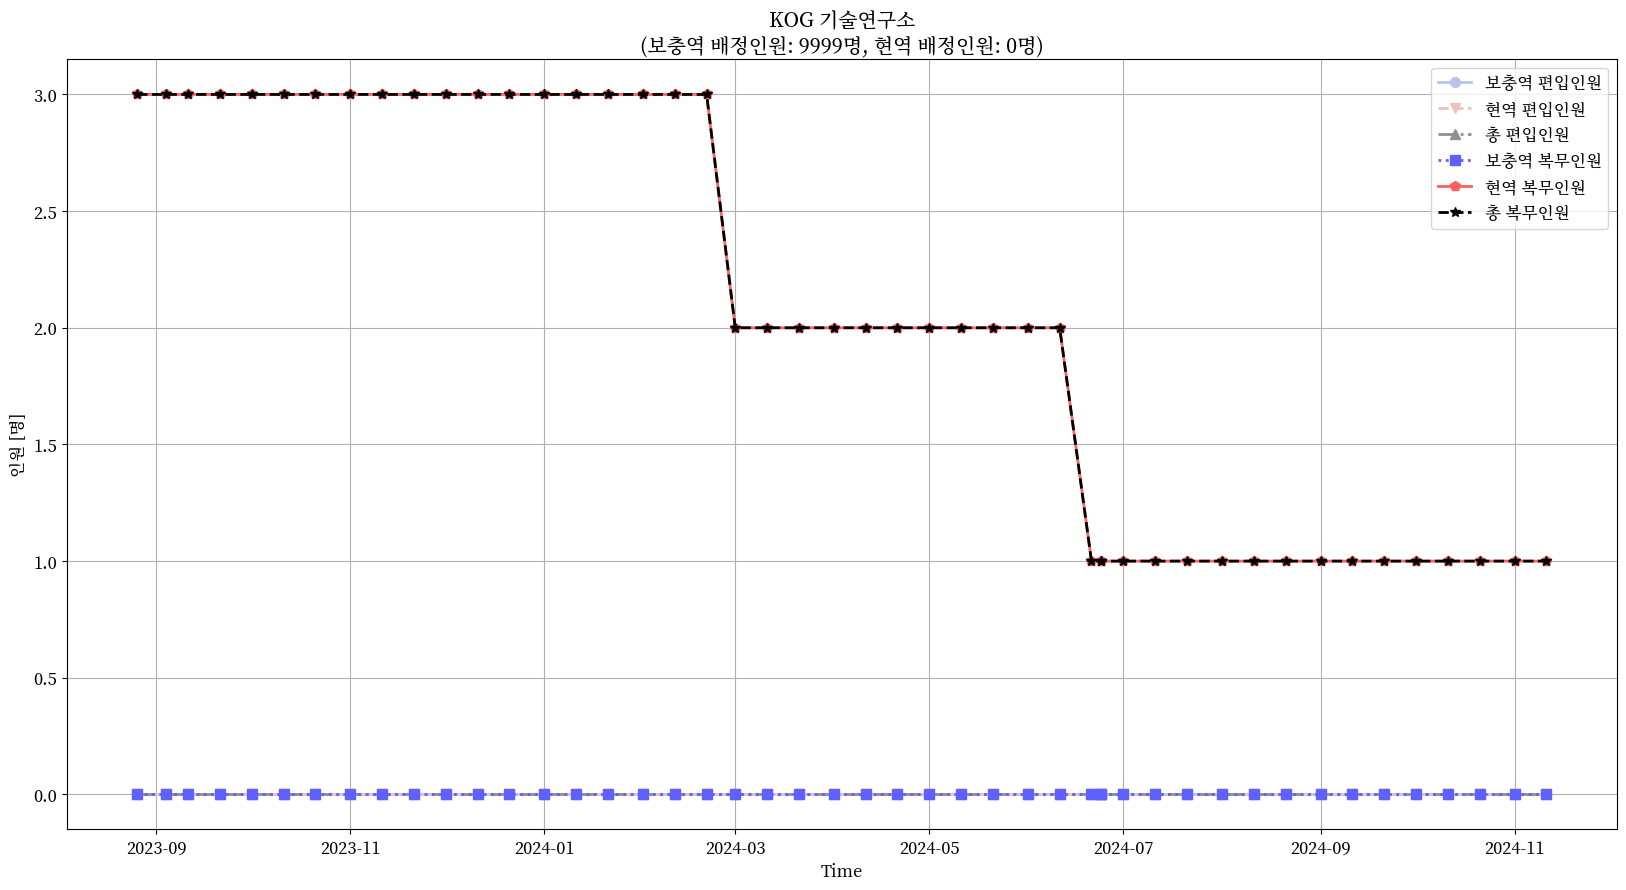 KOG 기술연구소
(보충역 배정인원: 9999명, 현역 배정인원: 0명)
보충역 편입인원
현역 편입인원
총 편입인원
보충역 복무인원
현역 복무인원
총 복무인원
인원 [명]
3.0
2.5
2.0
1.5
1.0
0.5
0.0
2023-09
2023-11
2024-01
2024-03
2024-05
2024-07
2024-09
2024-11
Time